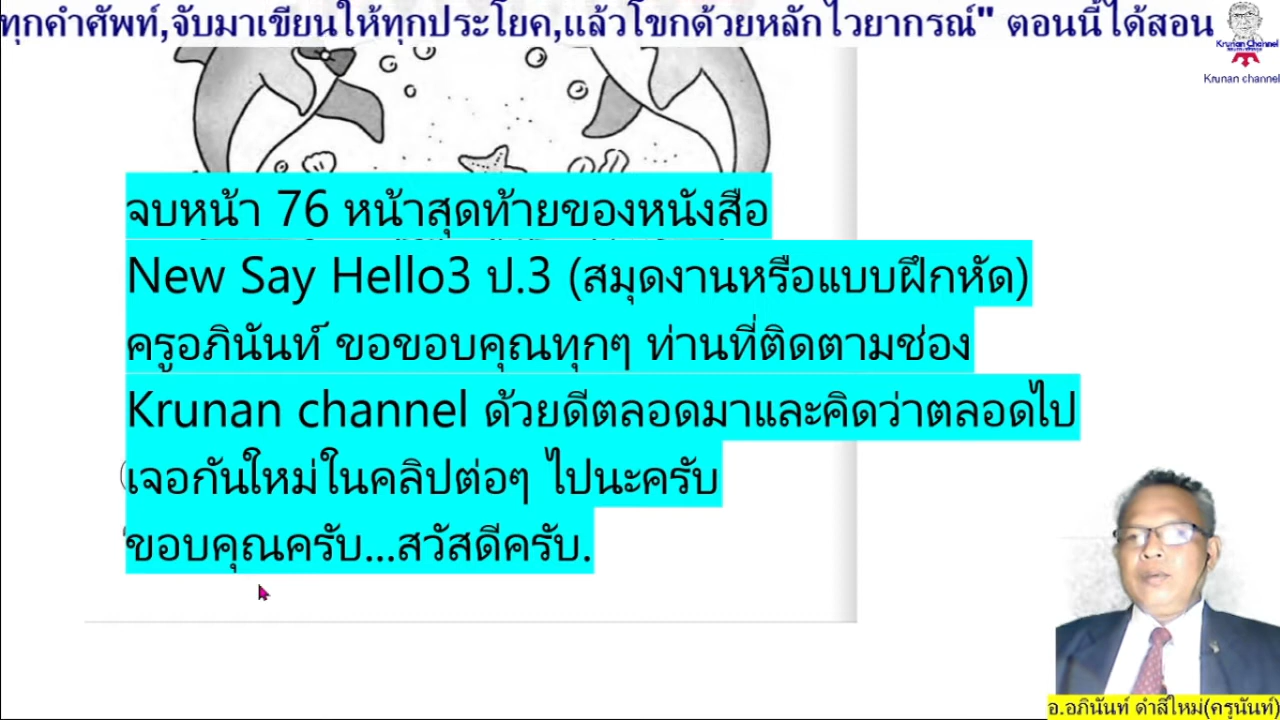 ทุกคำศัพท์,จับมาเขียนให้ทุกประโยค,แล้วโขกด้วยหลักไวยากรณ์" ตอนนี้ได้สอน
Krunan Channel
Krunan channel
จบหน้า 76 หน้าสุดท้ายของหนังสือ
New Say Hello3 ป.3 (สมุดงานหรือแบบฝึกหัด)
ครูอภินันท์ ขอขอบคุณทุกๆ ท่านที่ติดตามช่อง
Krunan channel ด้วยดีตลอดมาและคิดว่าตลอดไป
เจอกันใหม่ในคลิปต่อๆ ไปนะครับ
ขอบคุณครับ...สวัสดีครับ.
อ.อภินันท์ ดำสีใหม่(ครูนันท์)